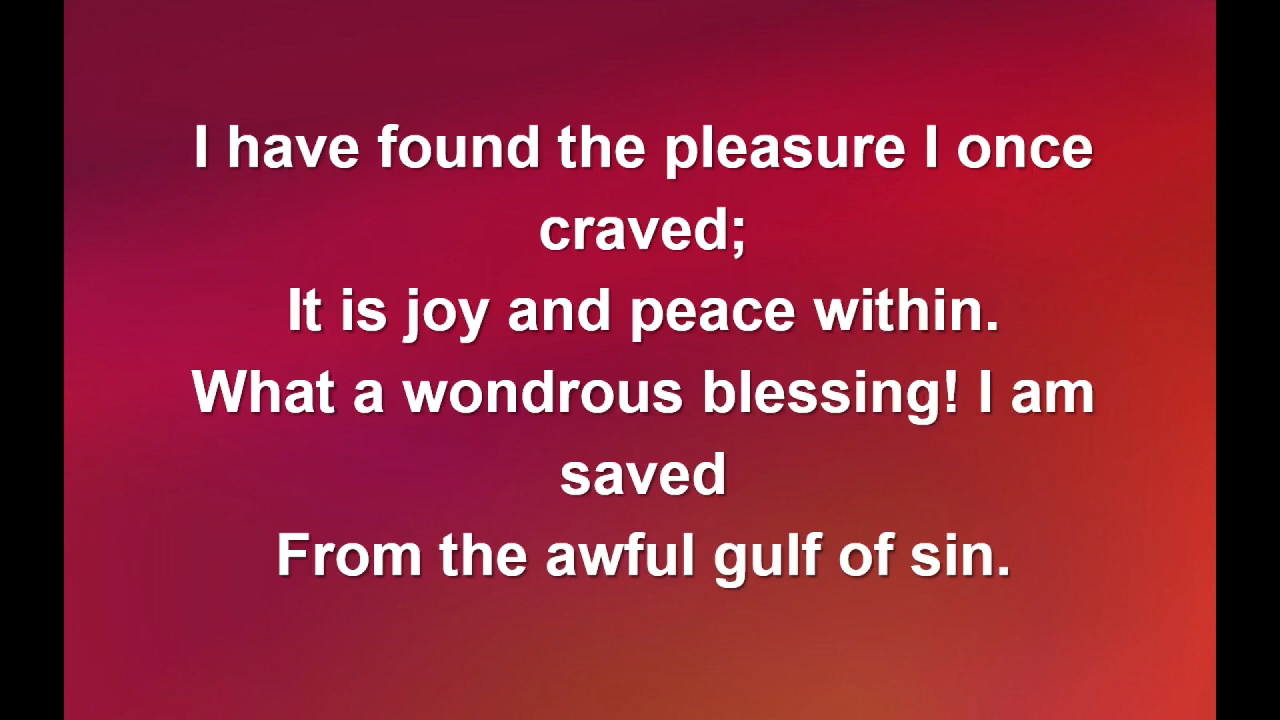 I have found the pleasure I once
craved;
It is joy and peace within.
What a wondrous blessing! I am
saved
From the awful gulf of sin.